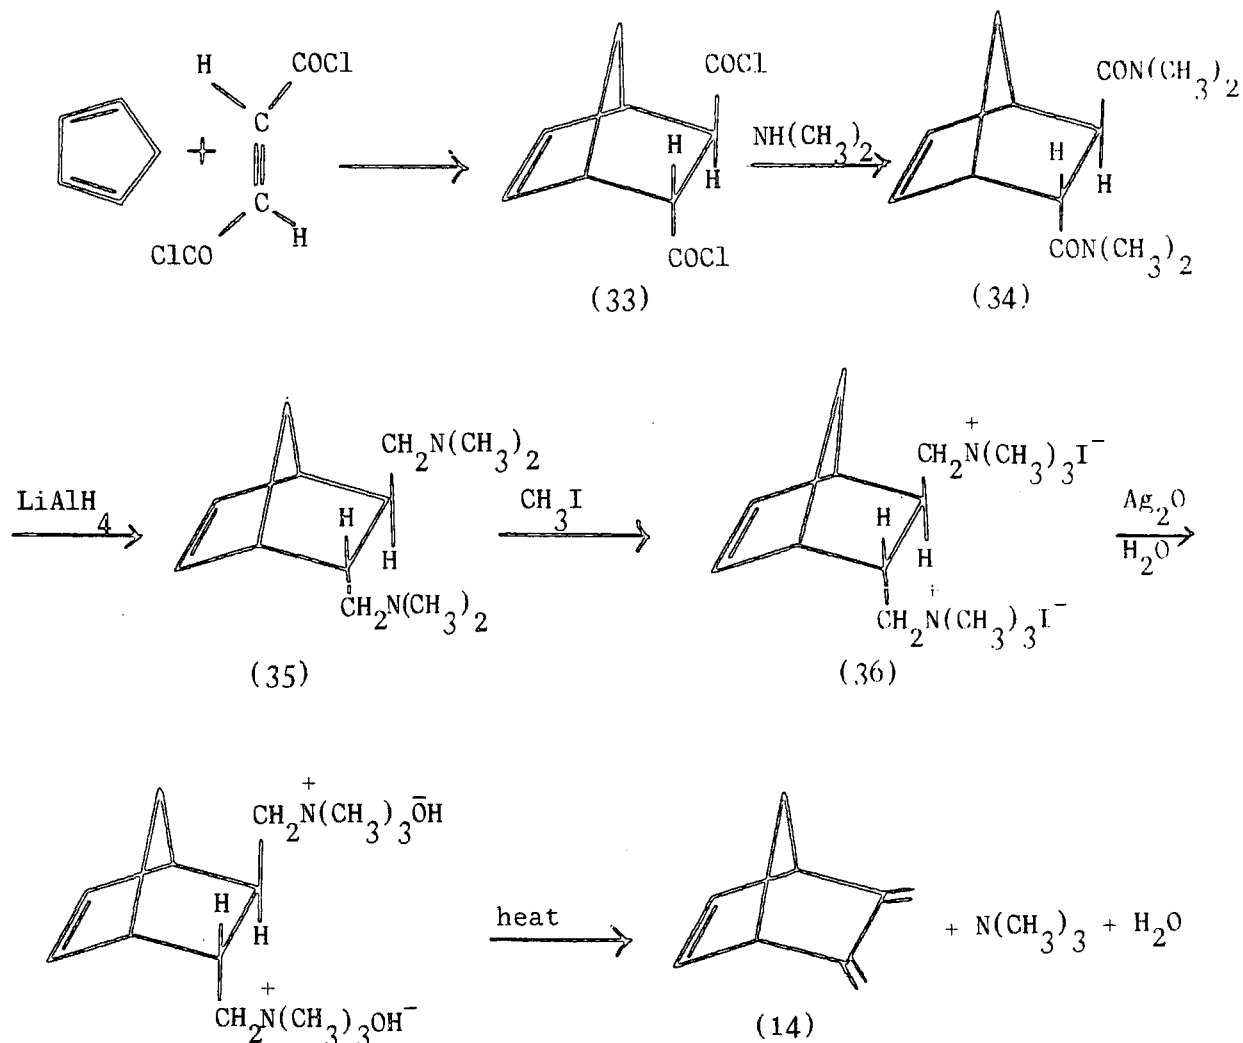 H COCl
C
+
C
ClCO H
COCl
H
H
COCl
(33)
NH(CH3)2
CON(CH3)2
H
H
CON(CH3)2
(34)
LiAlH4
CH2N(CH3)2
H
H
CH2N(CH3)2
(35)
CH3I
+
CH2N(CH3)3I-
H
H
CH2N(CH3)3I-
(36)
Ag2O
H2O
+
CH2N(CH3)3OH-
H
H
+
CH2N(CH3)3OH-
heat
+ N(CH3)3 + H2O
(14)